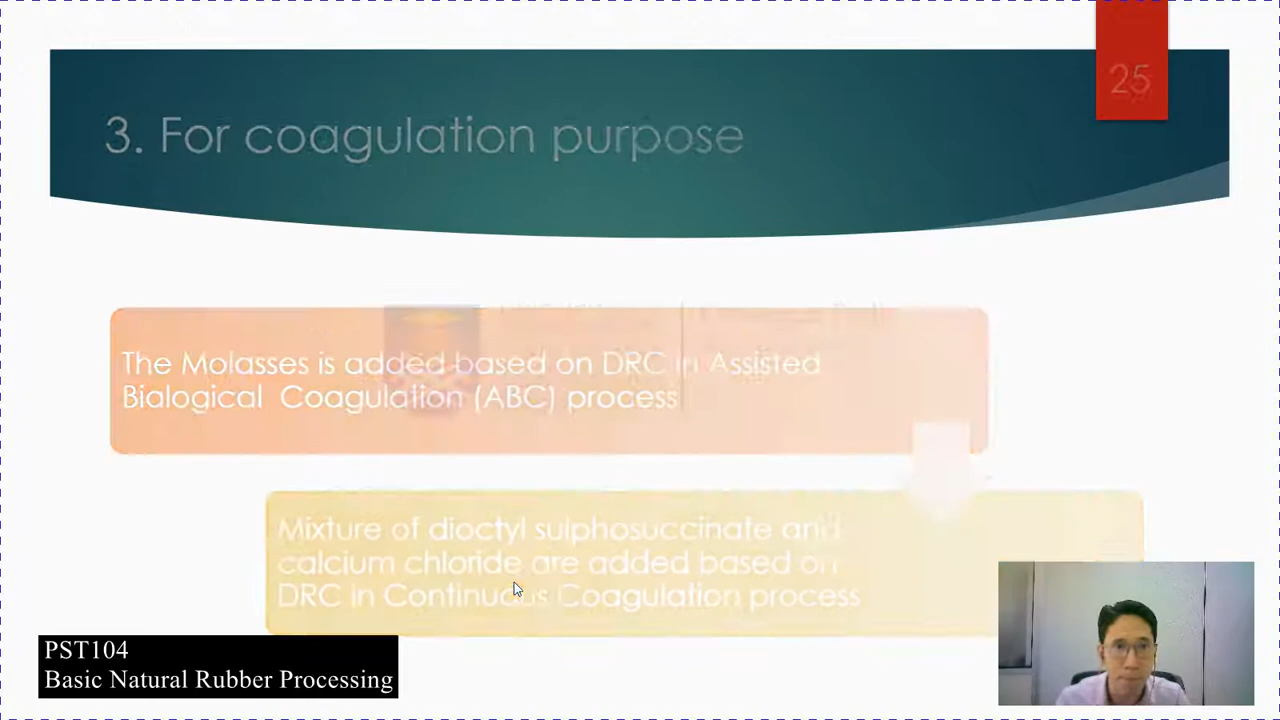 25
3. For coagulation purpose
The Molasses is added based on DRC in Assisted
Bialogical Coagulation (ABC) process
Mixture of dioctyl sulphosuccinate and
calcium chloride are added based on
DRC in Continuous Coagulation process
PST104
Basic Natural Rubber Processing